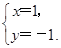 x=1,
y= -1.